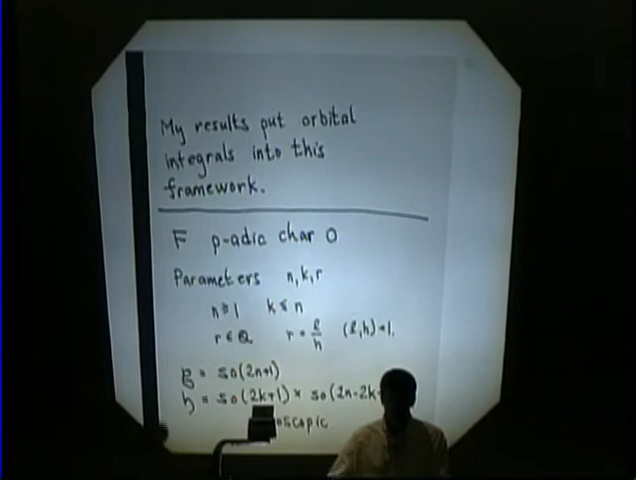 My results put orbital
integrals into this
framework.
F p-adic char 0
Parameters n,k,r
n ≥ 1 k ≤ n
r ∈ Q r = ℓ/h (ℓ,h)=1.
g = so(2n+1)
h = so(2k+1) × so(2n-2k
oscopic